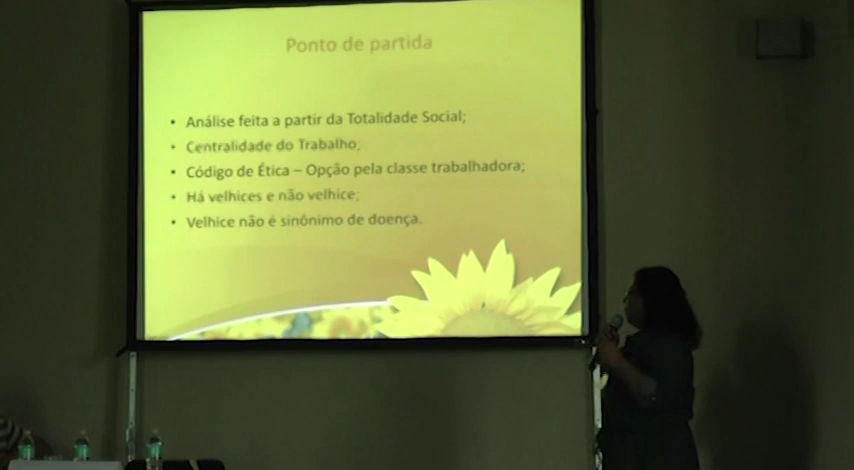 Ponto de partida
• Análise feita a partir da Totalidade Social;
• Centralidade do Trabalho;
• Código de Ética – Opção pela classe trabalhadora;
• Há velhices e não velhice;
• Velhice não é sinônimo de doença.